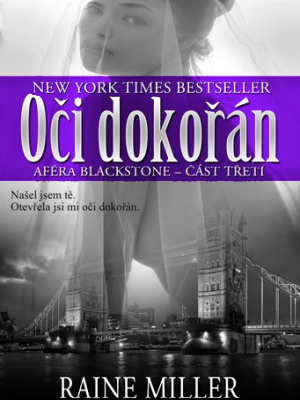 NEW YORK TIMES BESTSELLER
Oči dokořán
AFÉRA BLACKSTONE – ČÁST TŘETÍ
Našel jsem tě.
Otevřela jsi mi oči dokořán.
RAINE MILLER